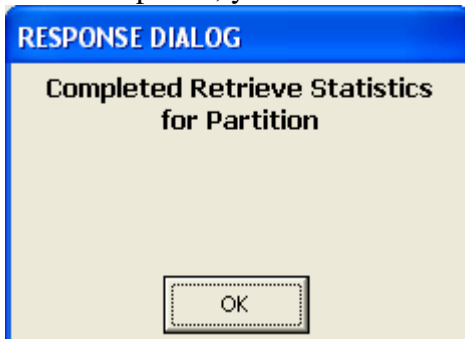 RESPONSE DIALOG
Completed Retrieve Statistics
for Partition
OK